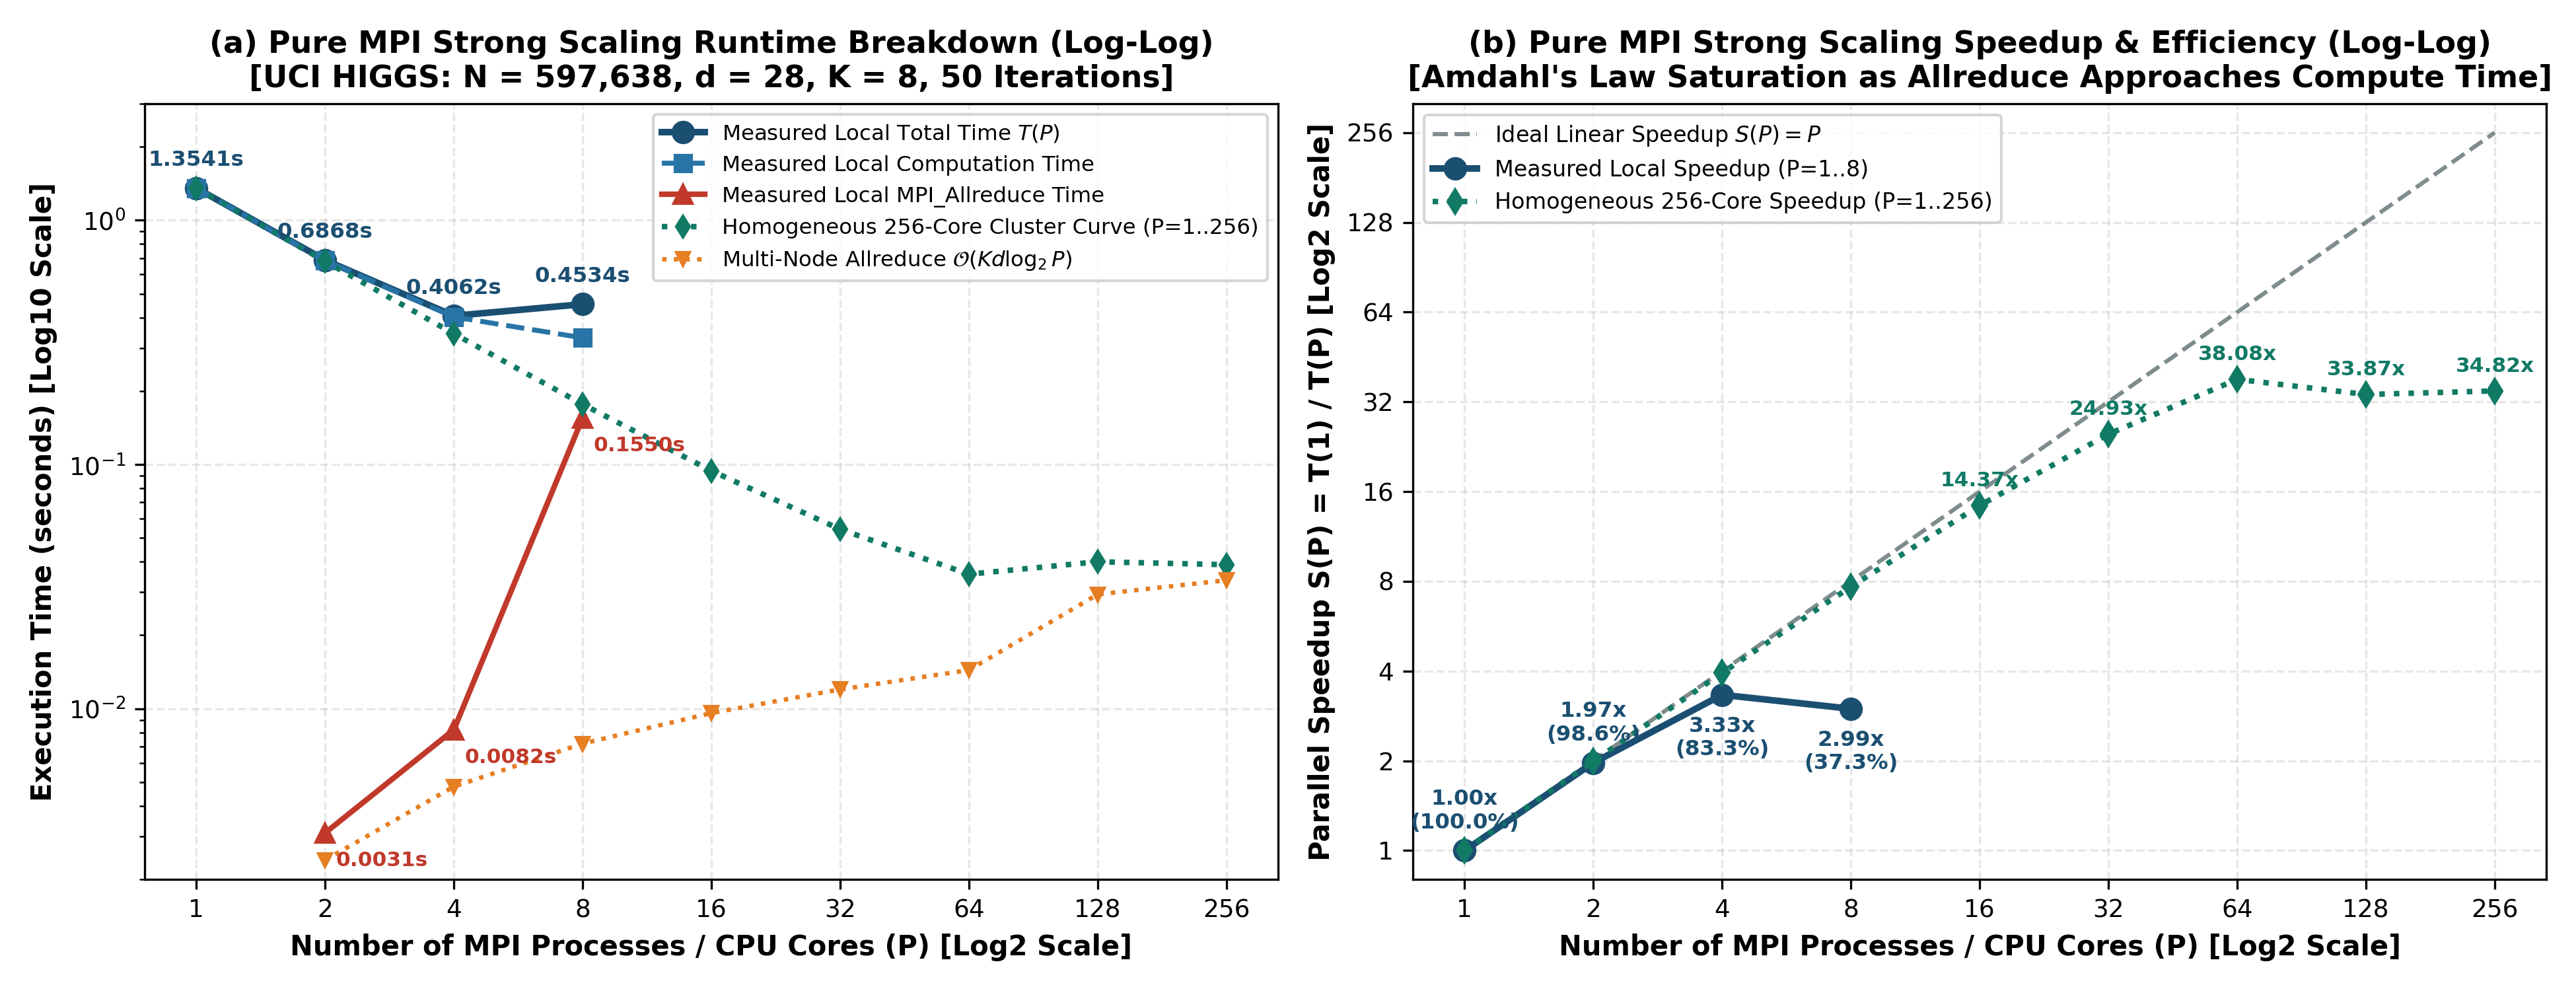 (a) Pure MPI Strong Scaling Runtime Breakdown (Log-Log)
[UCI HIGGS: N = 597,638, d = 28, K = 8, 50 Iterations]
Execution Time (seconds) [Log10 Scale]
10⁰
10⁻¹
10⁻²
Measured Local Total Time T(P)
Measured Local Computation Time
Measured Local MPI_Allreduce Time
Homogeneous 256-Core Cluster Curve (P=1..256)
Multi-Node Allreduce 𝒪(Kd log₂ P)
1.3541s
0.6868s
0.4062s
0.4534s
0.1550s
0.0082s
0.0031s
1 2 4 8 16 32 64 128 256
Number of MPI Processes / CPU Cores (P) [Log2 Scale]
(b) Pure MPI Strong Scaling Speedup & Efficiency (Log-Log)
[Amdahl's Law Saturation as Allreduce Approaches Compute Time]
Parallel Speedup S(P) = T(1) / T(P) [Log2 Scale]
256
128
64
32
16
8
4
2
1
Ideal Linear Speedup S(P) = P
Measured Local Speedup (P=1..8)
Homogeneous 256-Core Speedup (P=1..256)
38.08x
33.87x
34.82x
24.93x
14.37x
1.97x
(98.6%)
3.33x
(83.3%)
2.99x
(37.3%)
1.00x
(100.0%)
1 2 4 8 16 32 64 128 256
Number of MPI Processes / CPU Cores (P) [Log2 Scale]